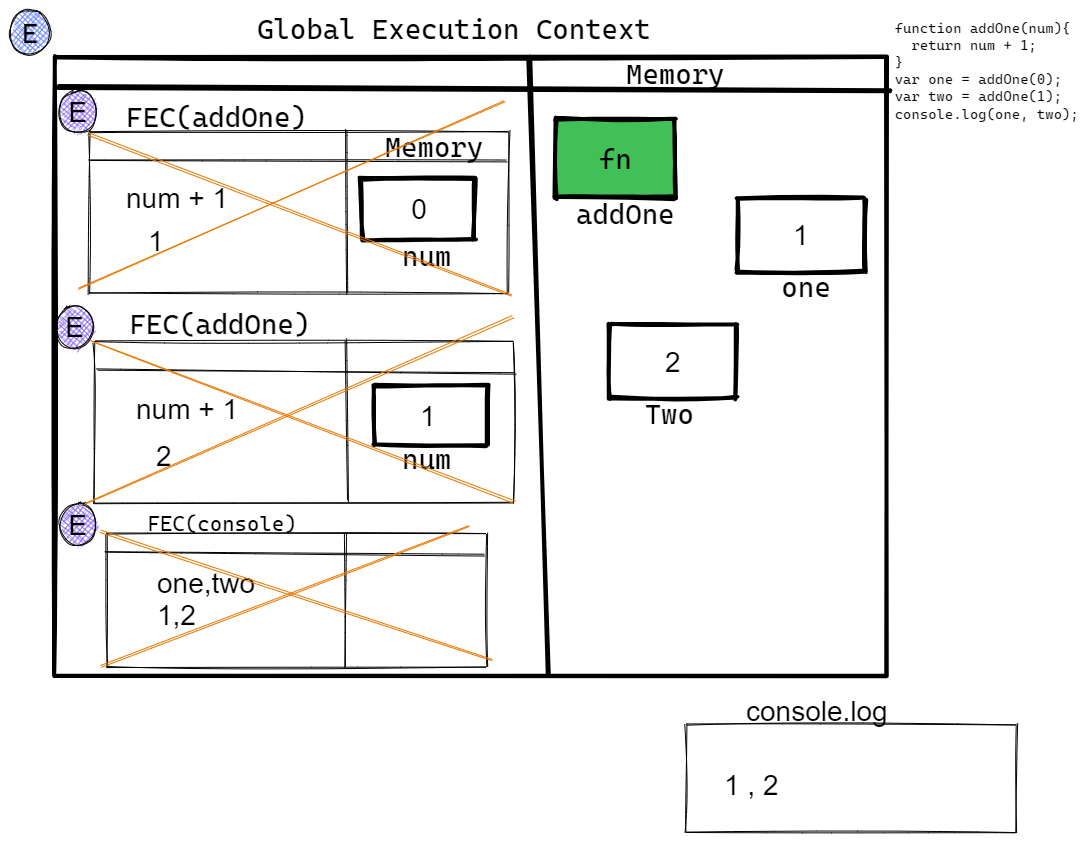 E
Global Execution Context
function addOne(num){
  return num + 1;
}
var one = addOne(0);
var two = addOne(1);
console.log(one, two);
Memory
E
FEC(addOne)
Memory
num + 1
0
1
num
fn
addOne
1
one
E
FEC(addOne)
num + 1
1
2
num
2
Two
E
FEC(console)
one,two
1,2
console.log
1 , 2